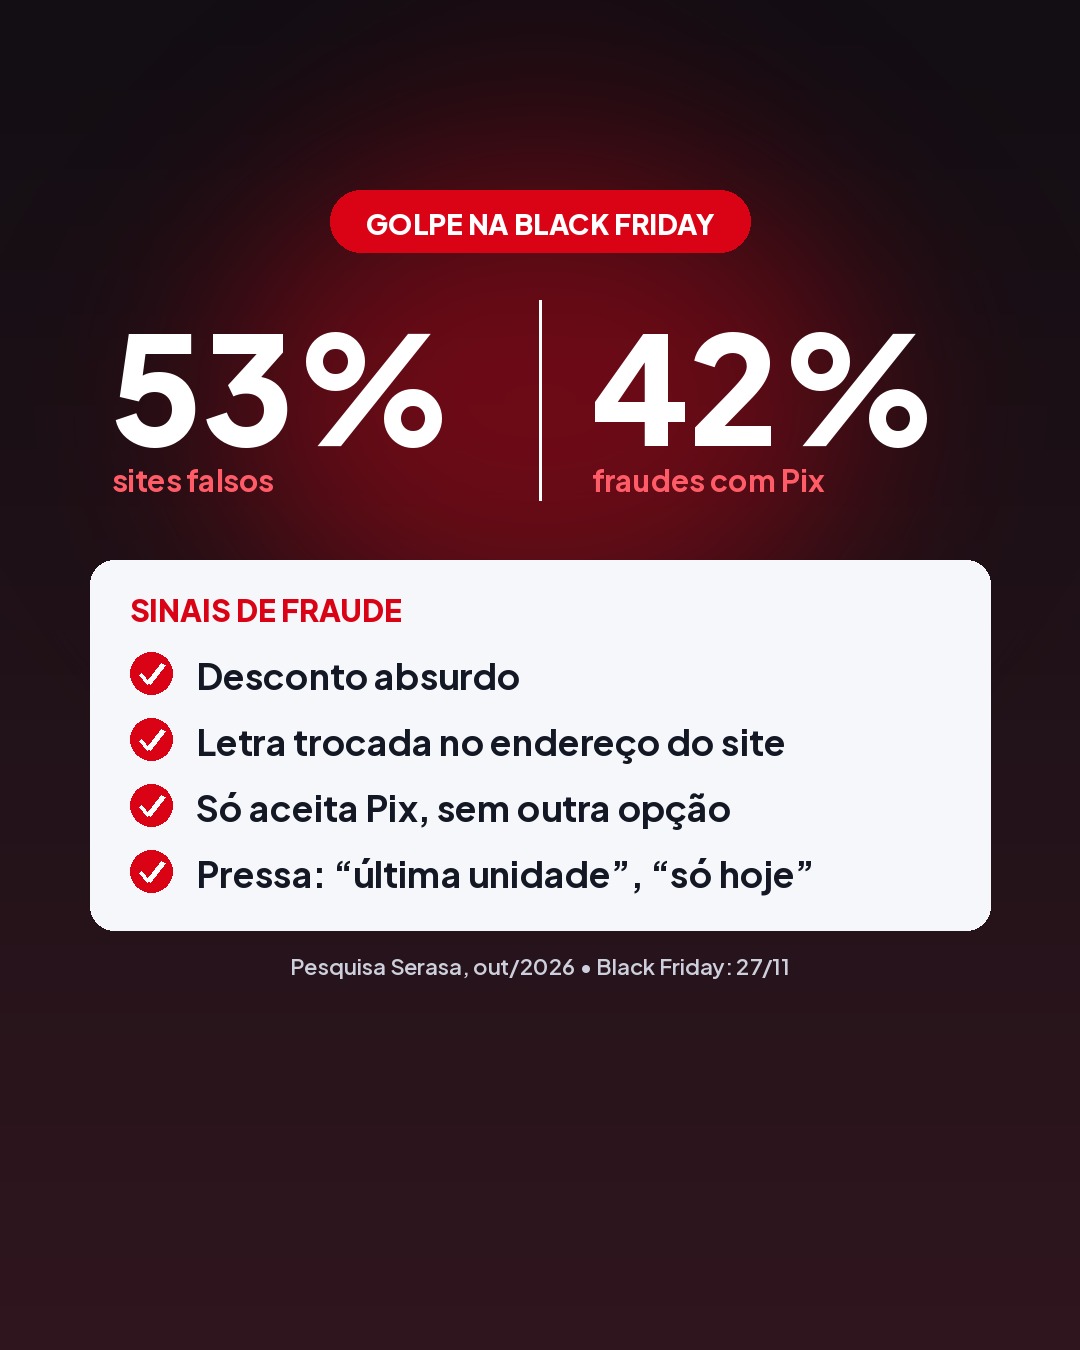 GOLPE NA BLACK FRIDAY
53%
sites falsos
42%
fraudes com Pix
SINAIS DE FRAUDE
Desconto absurdo
Letra trocada no endereço do site
Só aceita Pix, sem outra opção
Pressa: “última unidade”, “só hoje”
Pesquisa Serasa, out/2026 • Black Friday: 27/11